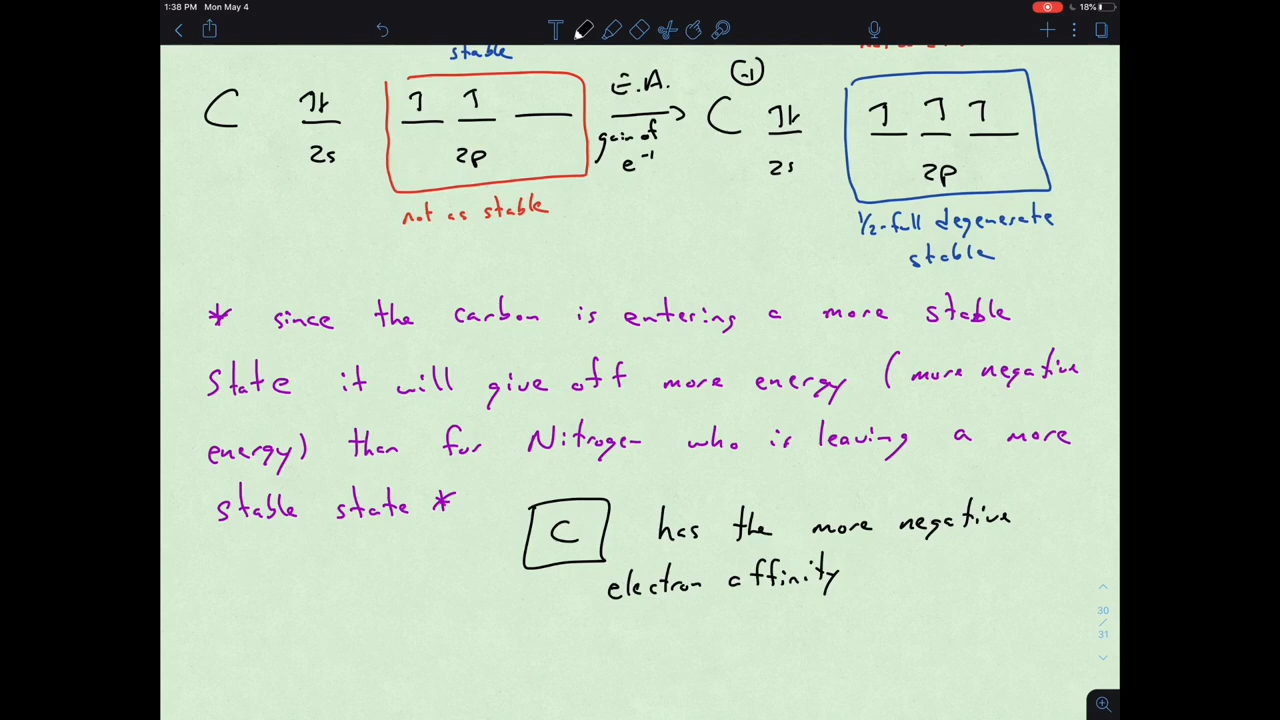 1:38 PM Mon May 4
18%
stable
C 2s 2p
E.A.
gain of
e⁻¹
C 2s 2p
-1
not as stable
1/2-full degenerate
stable
* since the carbon is entering a more stable
state it will give off more energy (more negative
energy) than for Nitrogen who is leaving a more
stable state *
C has the more negative
electron affinity
30
/
31